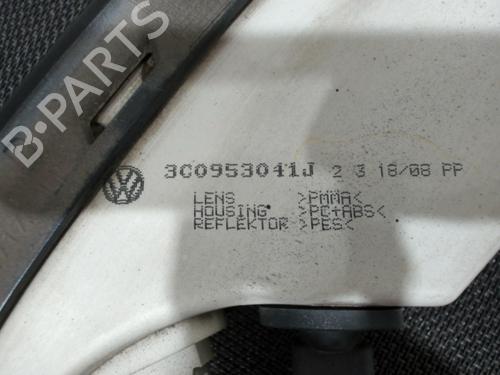 B-PARTS
3C0953041J 2 3 18/08 PP
LENS >PMMA<
HOUSING >PC+ABS<
REFLEKTOR >PES<